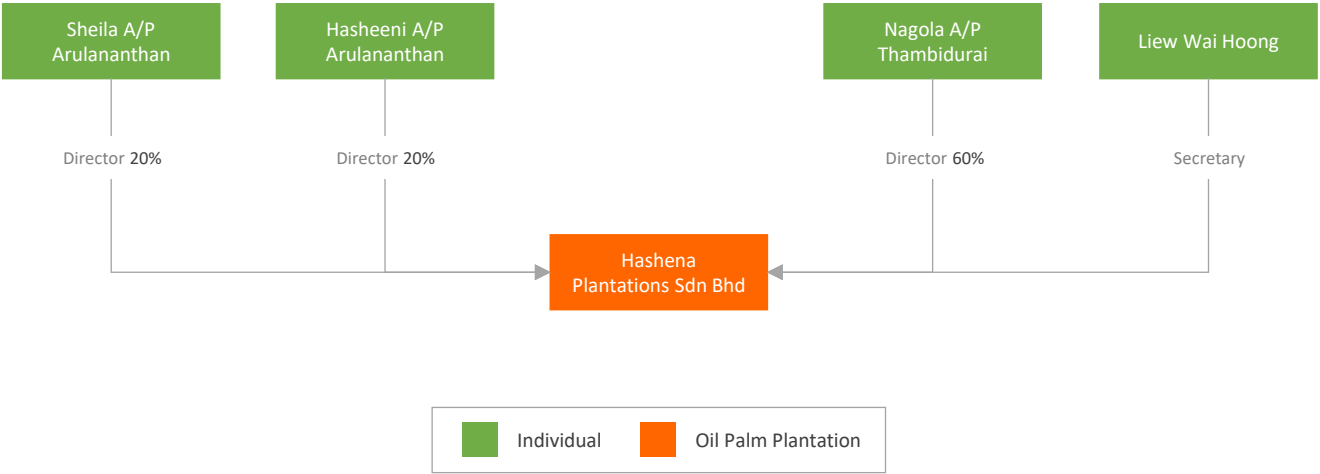 Sheila A/P
Arulananthan
Hasheeni A/P
Arulananthan
Nagola A/P
Thambidurai
Liew Wai Hoong
Director 20%
Director 20%
Director 60%
Secretary
Hashena
Plantations Sdn Bhd
Individual
Oil Palm Plantation